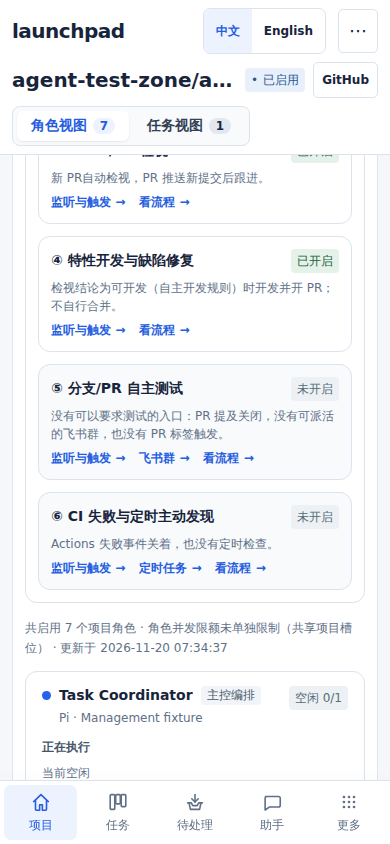 launchpad
中文 English ···
agent-test-zone/a... • 已启用 GitHub
角色视图 7 任务视图 1
新 PR自动检视，PR 推送新提交后跟进。
监听与触发 → 看流程 →
④ 特性开发与缺陷修复 已开启
检视结论为可开发（自主开发规则）时开发并开 PR；
不自行合并。
监听与触发 → 看流程 →
⑤ 分支/PR 自主测试 未开启
没有可以要求测试的入口：PR 提及关闭，没有可派活
的飞书群，也没有 PR 标签触发。
监听与触发 → 飞书群 → 看流程 →
⑥ CI 失败与定时主动发现 未开启
Actions 失败事件关着，也没有定时检查。
监听与触发 → 定时任务 → 看流程 →
共启用 7 个项目角色 · 角色并发限额未单独限制（共享项目槽
位） · 更新于 2026-11-20 07:34:37
Task Coordinator 主控编排 空闲 0/1
Pi · Management fixture
正在执行
当前空闲
项目 任务 待处理 助手 更多